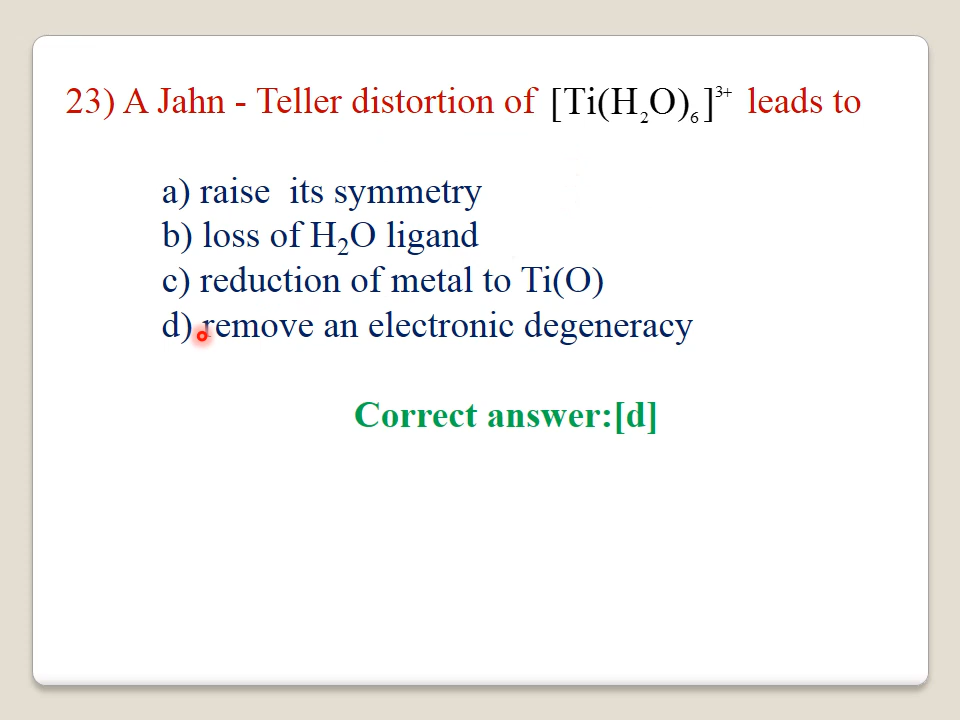 23) A Jahn - Teller distortion of [Ti(H₂O)₆]³⁺ leads to
a) raise its symmetry
b) loss of H₂O ligand
c) reduction of metal to Ti(O)
d) remove an electronic degeneracy
Correct answer:[d]